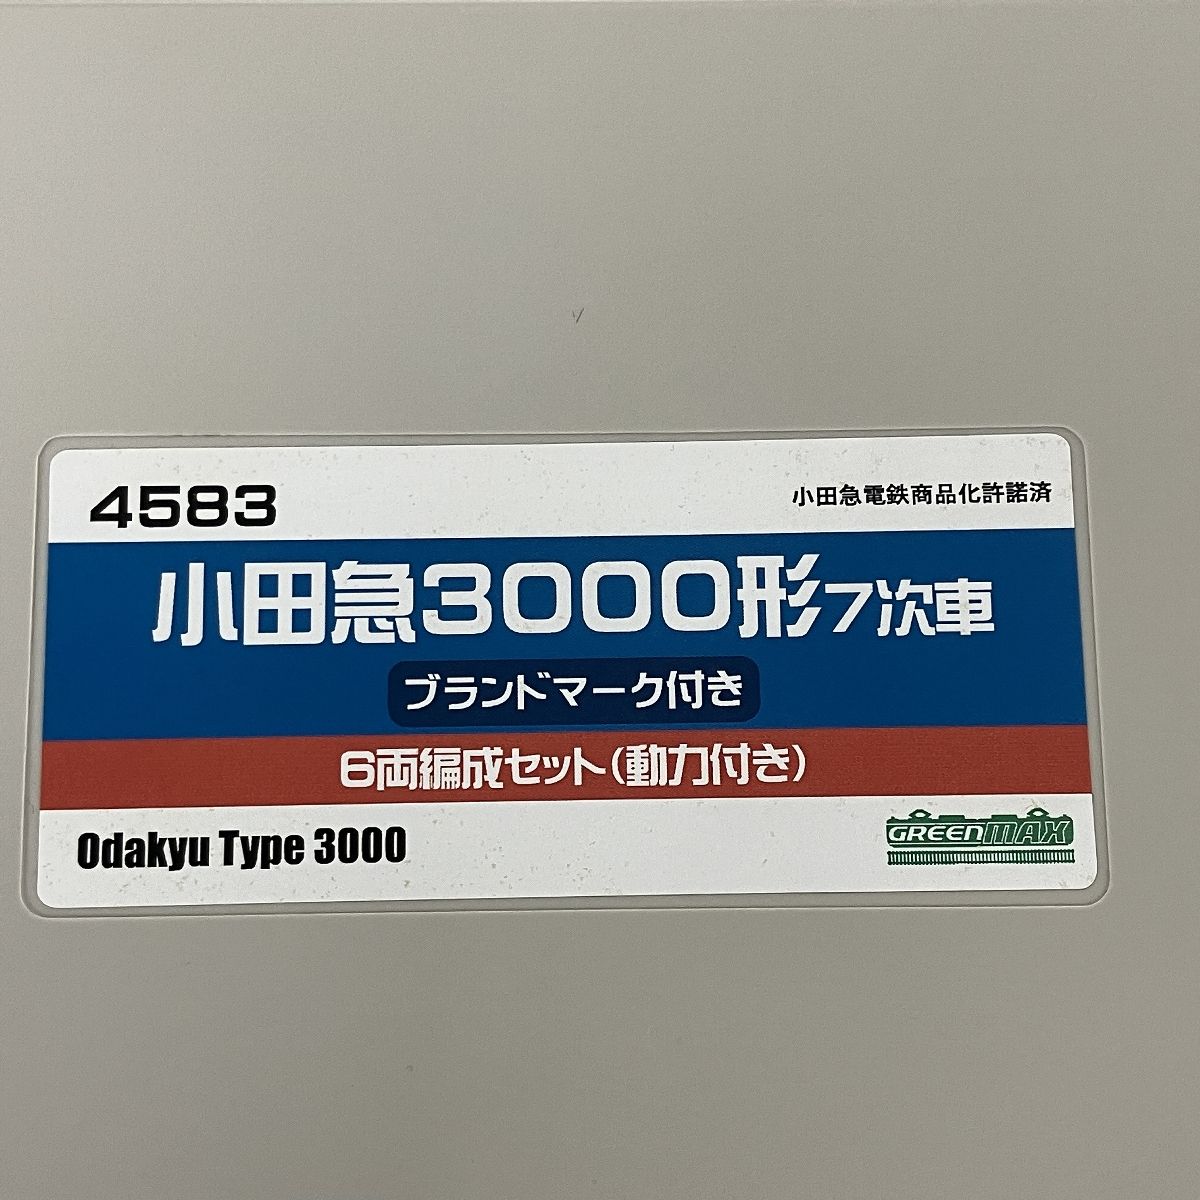 4583
小田急電鉄商品化許諾済
小田急3000形7次車
ブランドマーク付き
6両編成セット(動力付き)
Odakyu Type 3000
GREENMAX